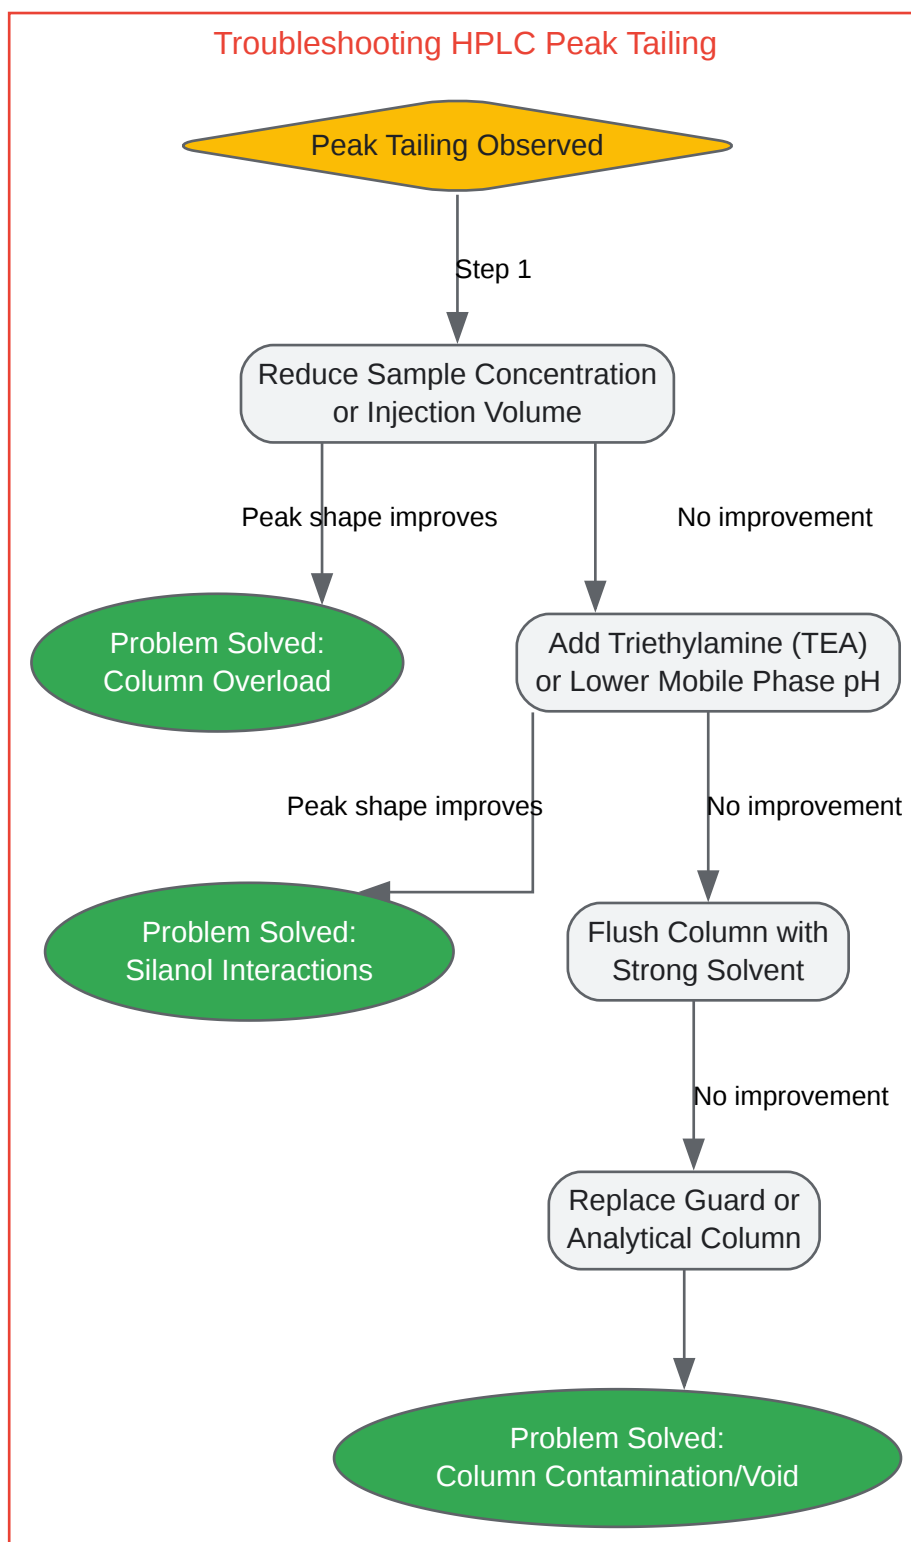 Troubleshooting HPLC Peak Tailing
Peak Tailing Observed
Step 1
Reduce Sample Concentration
or Injection Volume
Peak shape improves
No improvement
Problem Solved:
Column Overload
Add Triethylamine (TEA)
or Lower Mobile Phase pH
Peak shape improves
No improvement
Problem Solved:
Silanol Interactions
Flush Column with
Strong Solvent
No improvement
Replace Guard or
Analytical Column
Problem Solved:
Column Contamination/Void